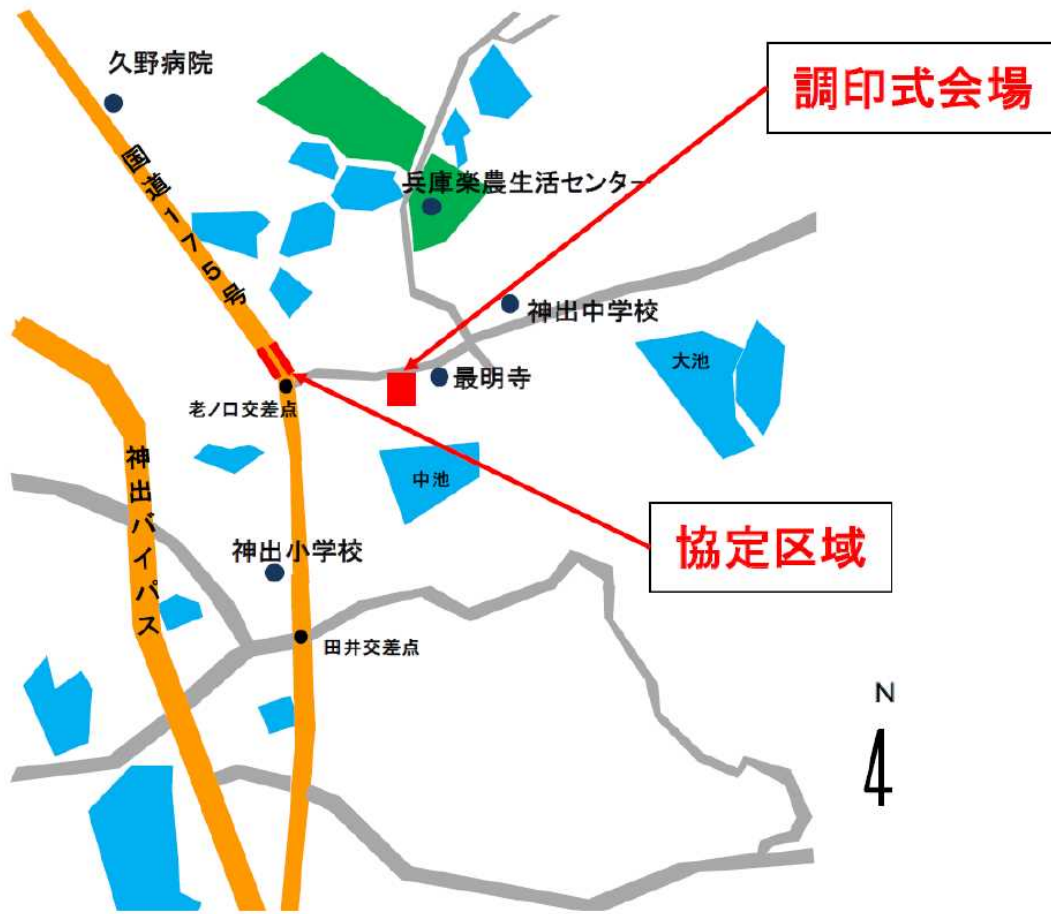 久野病院
調印式会場
国道175号
兵庫楽農生活センター
神出中学校
大池
最明寺
老ノ口交差点
中池
神出バイパス
協定区域
神出小学校
田井交差点
N